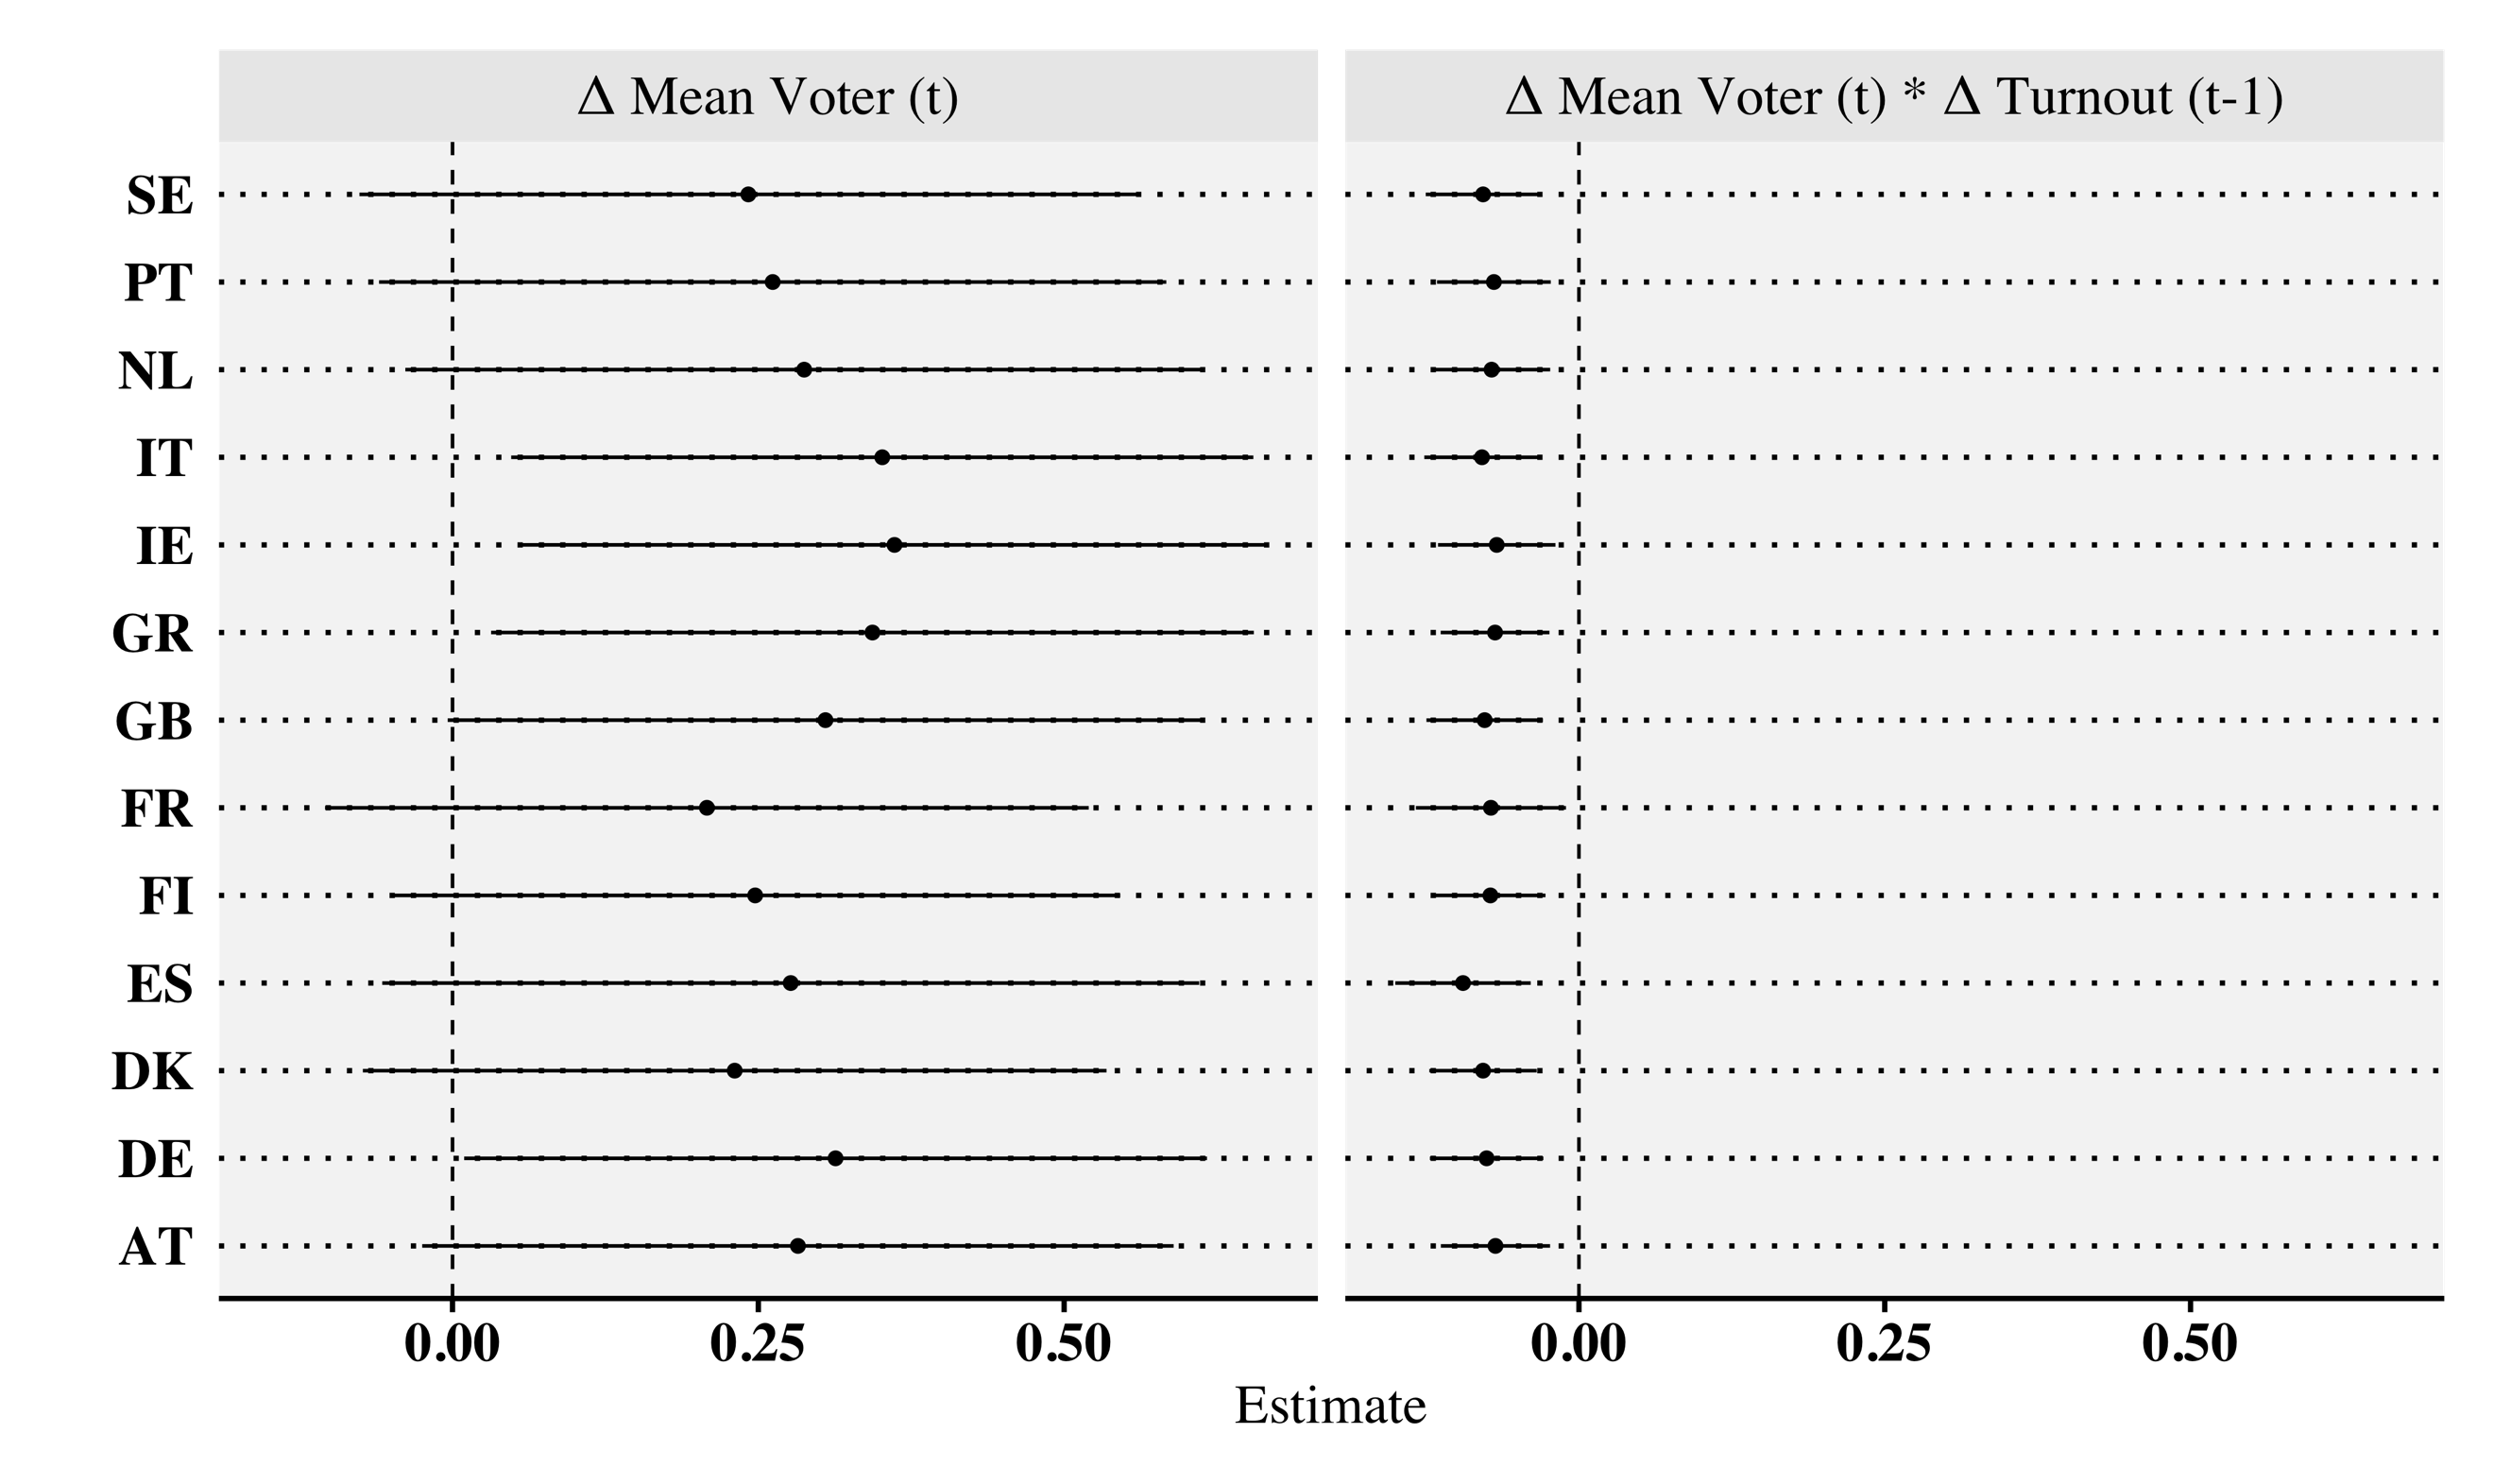 Δ Mean Voter (t)
Δ Mean Voter (t) * Δ Turnout (t-1)
SE
PT
NL
IT
IE
GR
GB
FR
FI
ES
DK
DE
AT
0.00 0.25 0.50
0.00 0.25 0.50
Estimate